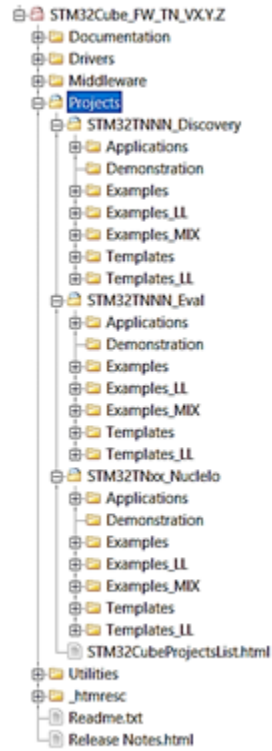 STM32Cube_FW_TN_VX.Y.Z
Documentation
Drivers
Middleware
Projects
STM32TNNN_Discovery
Applications
Demonstration
Examples
Examples_LL
Examples_MIX
Templates
Templates_LL
STM32TNNN_Eval
Applications
Demonstration
Examples
Examples_LL
Examples_MIX
Templates
Templates_LL
STM32TNxx_Nuclelo
Applications
Demonstration
Examples
Examples_LL
Examples_MIX
Templates
Templates_LL
STM32CubeProjectsList.html
Utilities
_htmresc
Readme.txt
Release Notes.html